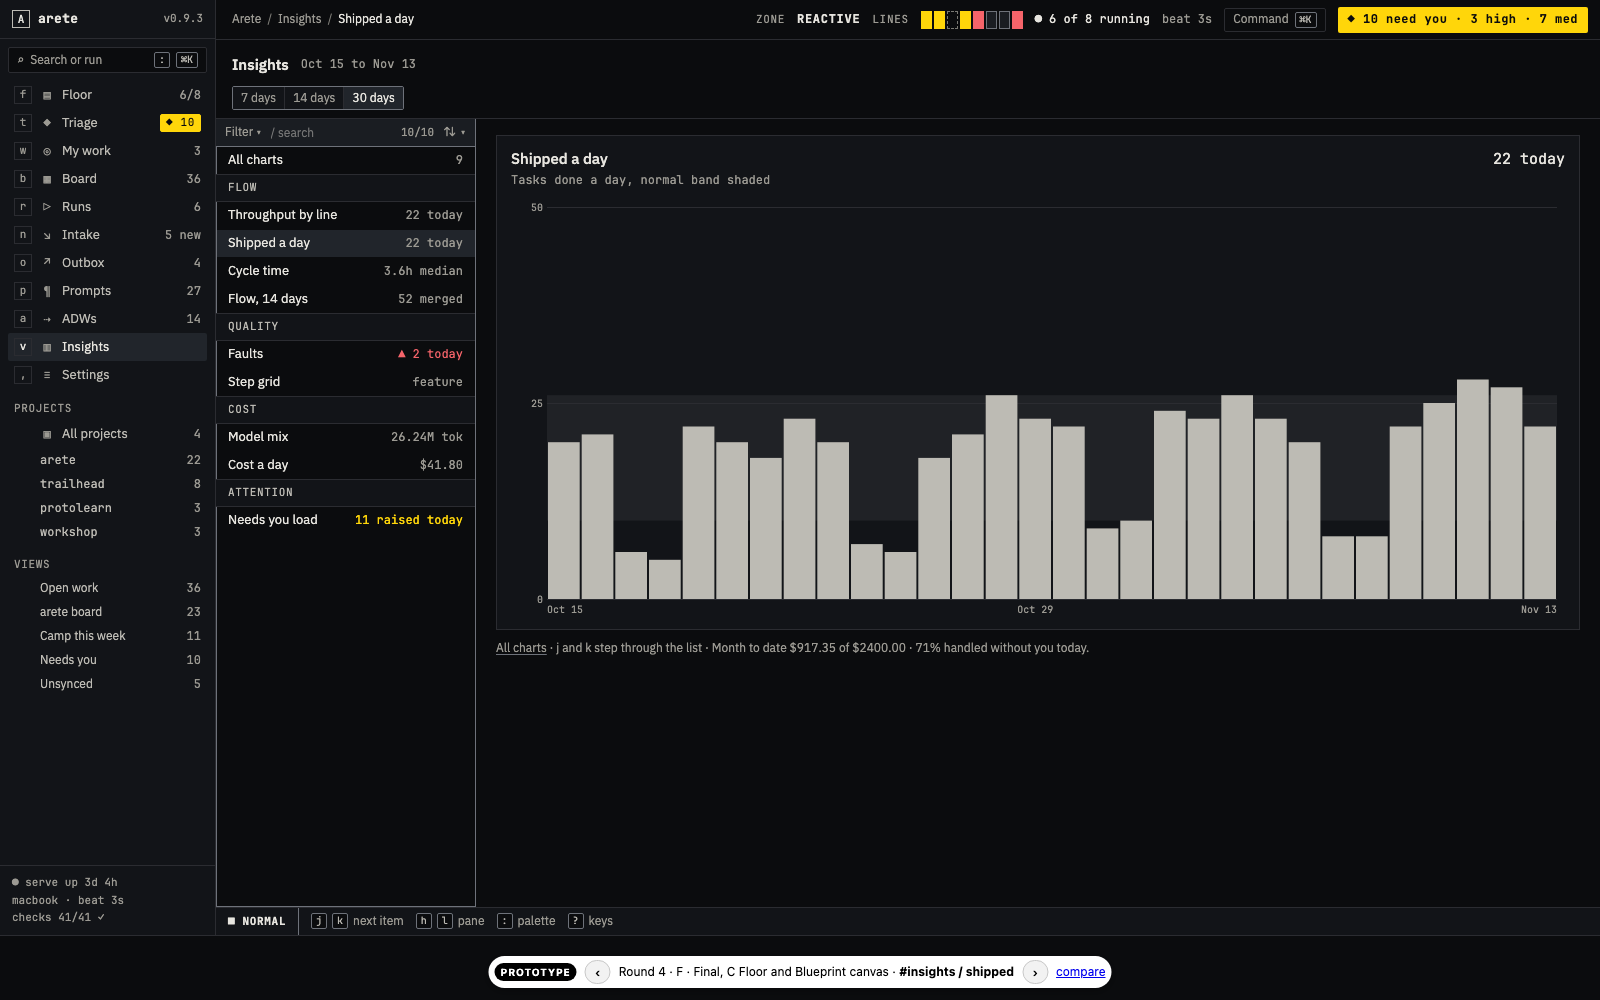 A arete v0.9.3
Search or run : ⌘K
f Floor 6/8
t Triage ◆ 10
w My work 3
b Board 36
r Runs 6
n Intake 5 new
o Outbox 4
p Prompts 27
a ADWs 14
v Insights
, Settings
PROJECTS
All projects 4
arete 22
trailhead 8
protolearn 3
workshop 3
VIEWS
Open work 36
arete board 23
Camp this week 11
Needs you 10
Unsynced 5
● serve up 3d 4h
macbook · beat 3s
checks 41/41 ✓
Arete / Insights / Shipped a day
ZONE REACTIVE LINES ● 6 of 8 running beat 3s Command ⌘K ◆ 10 need you · 3 high · 7 med
Insights Oct 15 to Nov 13
7 days 14 days 30 days
Filter ▾ / search 10/10 ↑↓ ▾
All charts 9
FLOW
Throughput by line 22 today
Shipped a day 22 today
Cycle time 3.6h median
Flow, 14 days 52 merged
QUALITY
Faults ▲ 2 today
Step grid feature
COST
Model mix 26.24M tok
Cost a day $41.80
ATTENTION
Needs you load 11 raised today
Shipped a day 22 today
Tasks done a day, normal band shaded
50
25
0
Oct 15 Oct 29 Nov 13
All charts · j and k step through the list · Month to date $917.35 of $2400.00 · 71% handled without you today.
■ NORMAL j k next item h l pane : palette ? keys
PROTOTYPE ‹ Round 4 · F · Final, C Floor and Blueprint canvas · #insights / shipped › compare